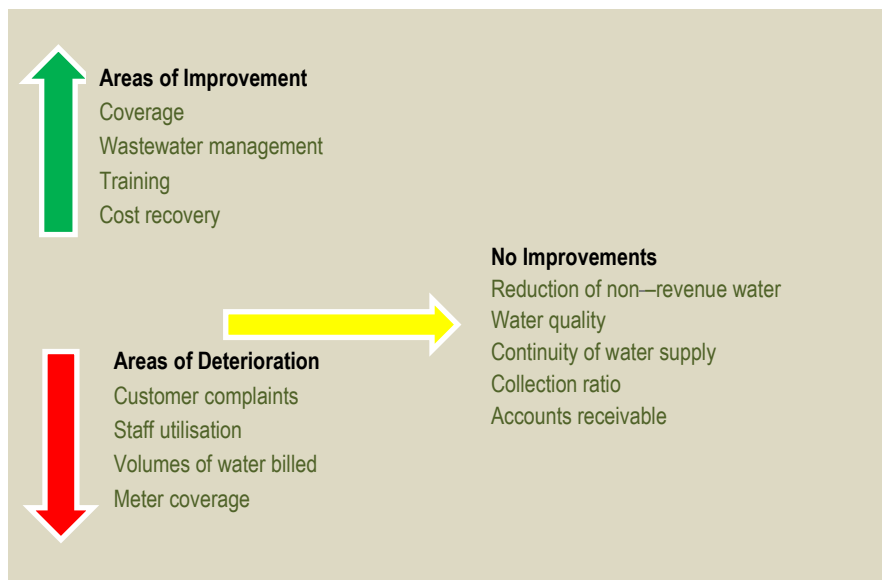 Areas of Improvement
Coverage
Wastewater management
Training
Cost recovery
No Improvements
Reduction of non-–revenue water
Water quality
Continuity of water supply
Collection ratio
Accounts receivable
Areas of Deterioration
Customer complaints
Staff utilisation
Volumes of water billed
Meter coverage